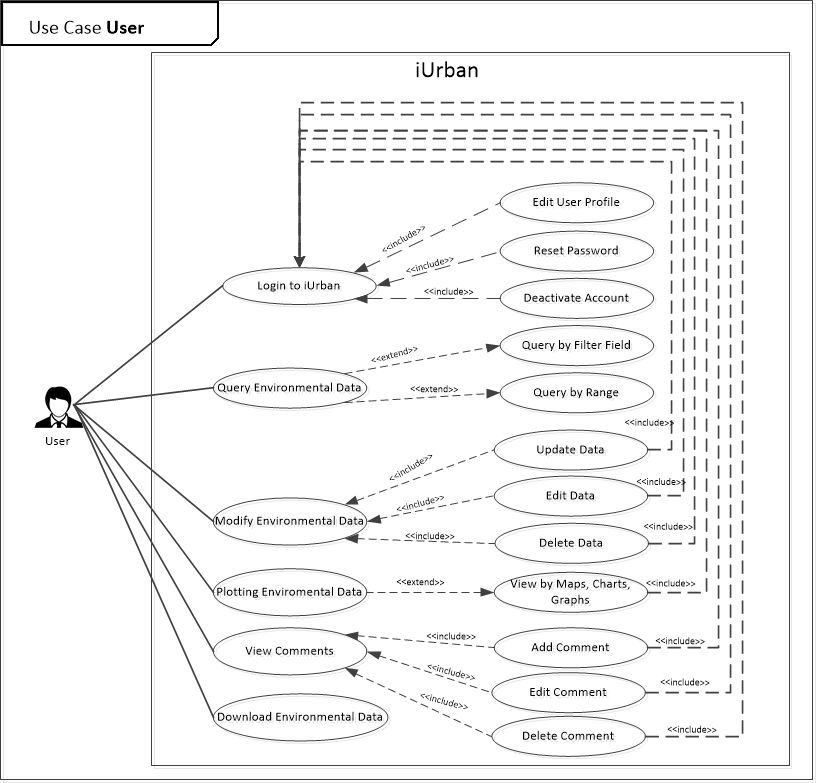 Use Case User
iUrban
Edit User Profile
<<include>>
Reset Password
<<include>>
Login to iUrban
Deactivate Account
<<include>>
Query by Filter Field
<<extend>>
Query Environmental Data
Query by Range
<<extend>>
User
<<include>>
Update Data
<<include>>
<<include>>
Edit Data
<<include>>
Modify Environmental Data
<<include>>
Delete Data
<<include>>
Plotting Enviromental Data
<<extend>>
View by Maps, Charts,
Graphs
<<include>>
View Comments
<<include>>
Add Comment
<<include>>
<<include>>
Edit Comment
<<include>>
Download Environmental Data
<<include>>
Delete Comment
<<include>>